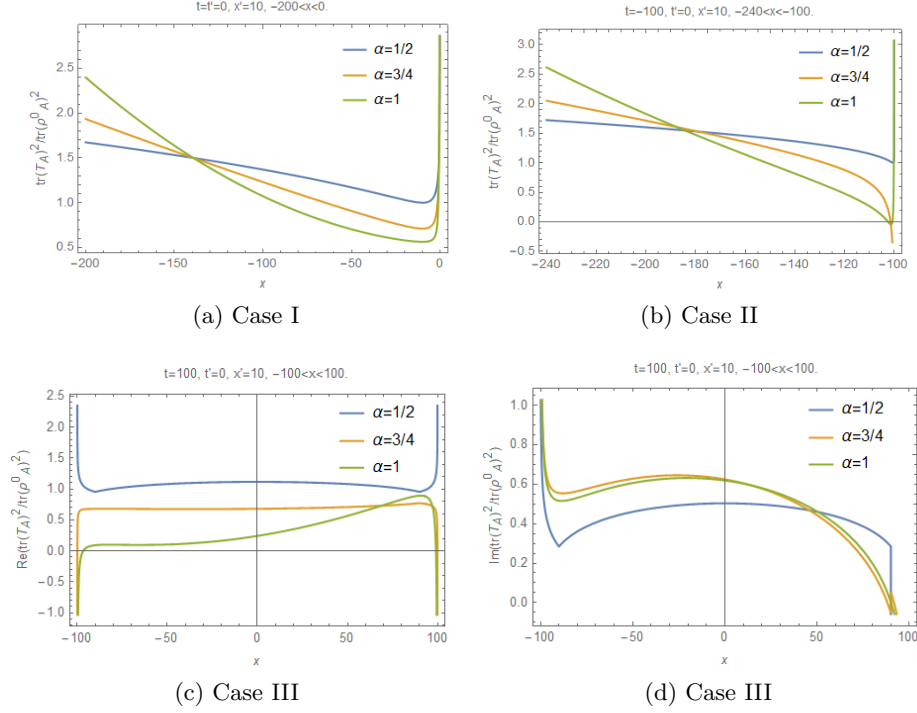 t=t'=0, x'=10, −200<x<0.
tr(T_A)^2/tr(ρ^0_A)^2
2.5
2.0
1.5
1.0
0.5
α=1/2
α=3/4
α=1
−200 −150 −100 −50 0
x
(a) Case I
t=−100, t'=0, x'=10, −240<x<−100.
tr(T_A)^2/tr(ρ^0_A)^2
3.0
2.5
2.0
1.5
1.0
0.5
0.0
−0.5
α=1/2
α=3/4
α=1
−240 −220 −200 −180 −160 −140 −120 −100
x
(b) Case II
t=100, t'=0, x'=10, −100<x<100.
Re(tr(T_A)^2/tr(ρ^0_A)^2)
2.5
2.0
1.5
1.0
0.5
0.0
−0.5
−1.0
α=1/2
α=3/4
α=1
−100 −50 0 50 100
x
(c) Case III
t=100, t'=0, x'=10, −100<x<100.
Im(tr(T_A)^2/tr(ρ^0_A)^2)
1.0
0.8
0.6
0.4
0.2
0.0
α=1/2
α=3/4
α=1
−100 −50 0 50 100
x
(d) Case III